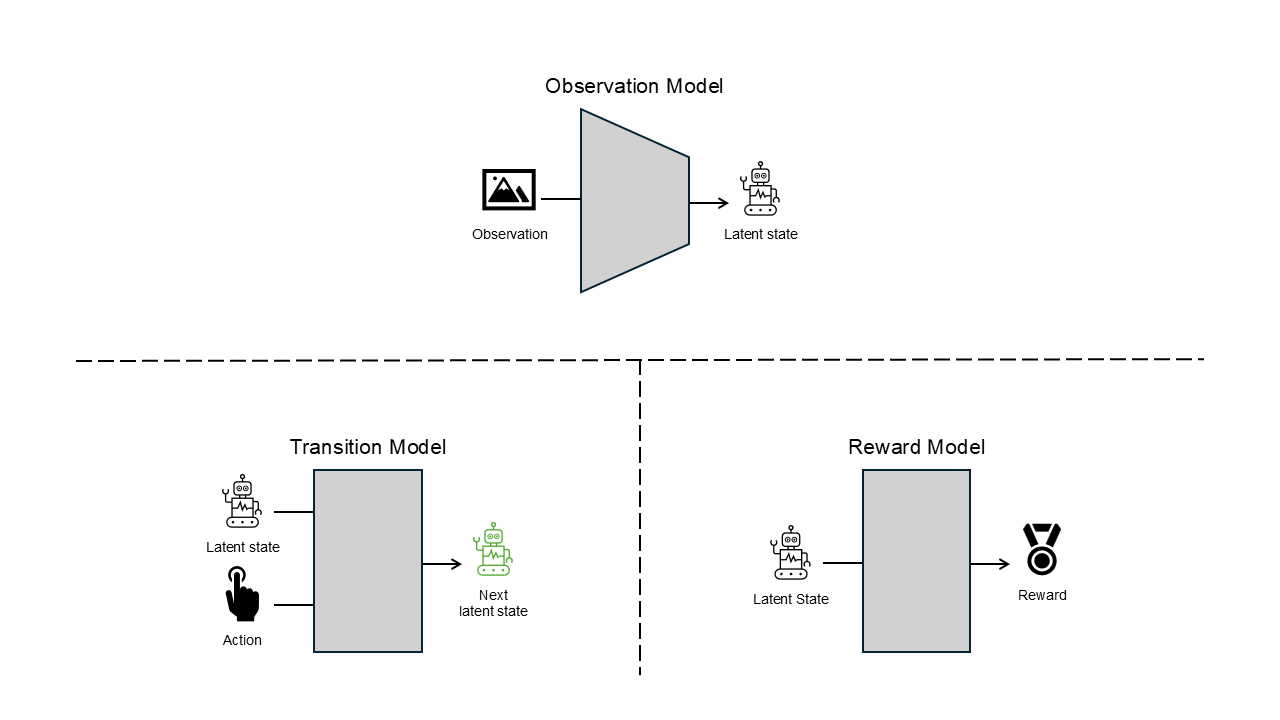 Observation Model
Observation
Latent state
Transition Model
Latent state
Action
Next
latent state
Reward Model
Latent State
Reward